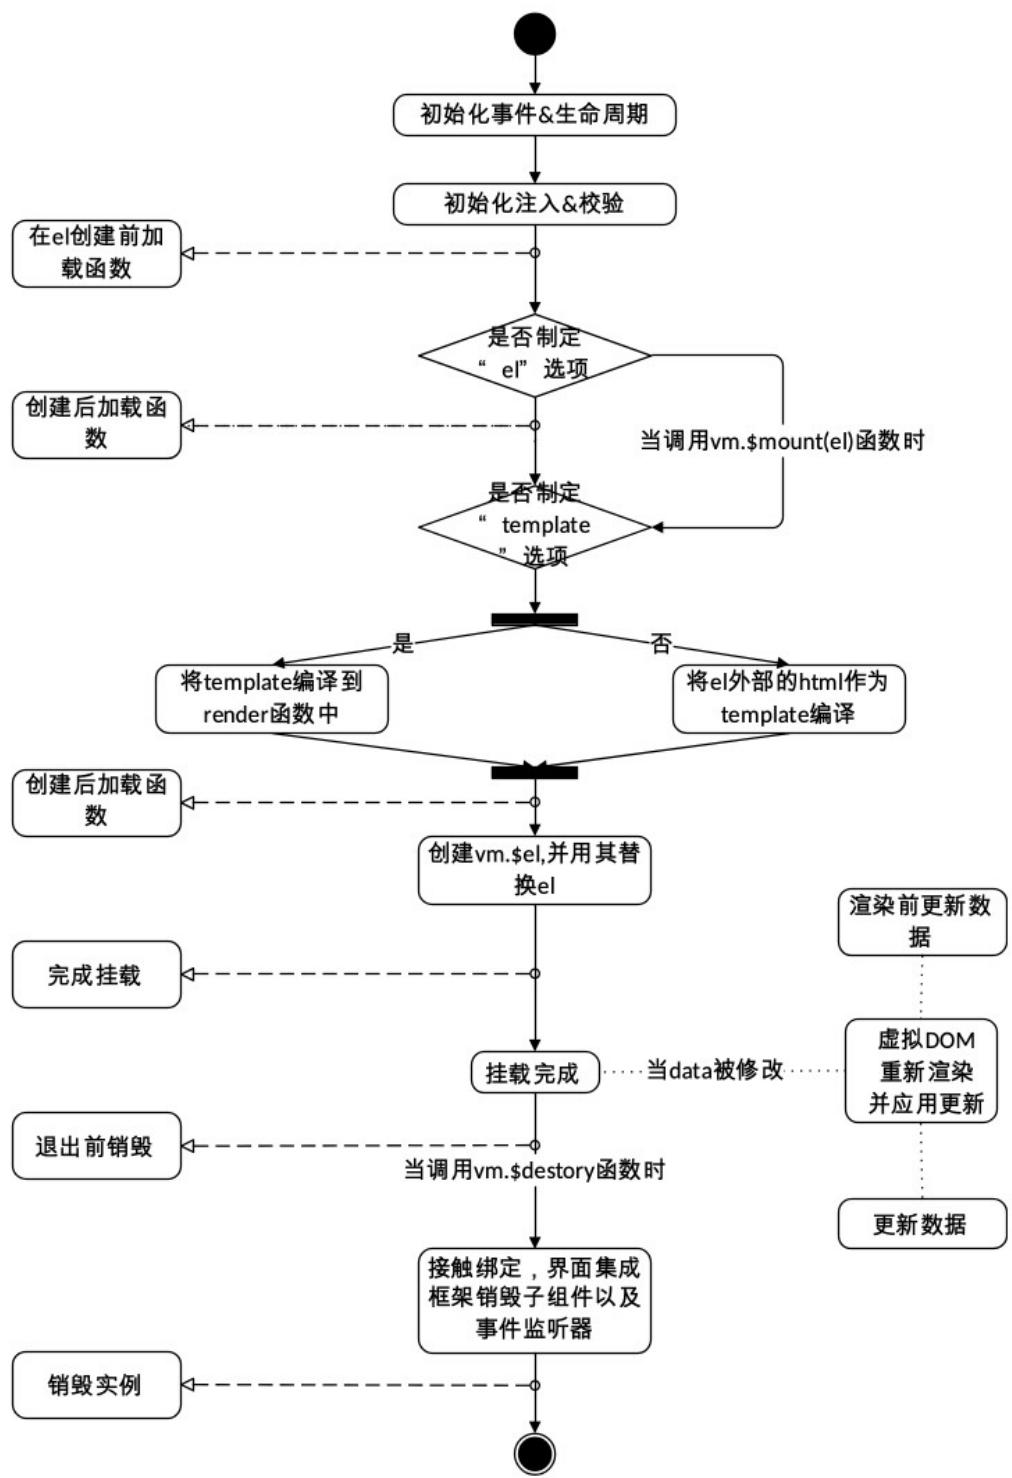 初始化事件&生命周期
初始化注入&校验
在el创建前加
载函数
是否制定
“ el”选项
创建后加载函
数
当调用vm.$mount(el)函数时
是否制定
“ template
”选项
是
否
将template编译到
render函数中
将el外部的html作为
template编译
创建后加载函
数
创建vm.$el,并用其替
换el
渲染前更新数
据
完成挂载
挂载完成
当data被修改
虚拟DOM
重新渲染
并应用更新
退出前销毁
当调用vm.$destory函数时
更新数据
接触绑定，界面集成
框架销毁子组件以及
事件监听器
销毁实例